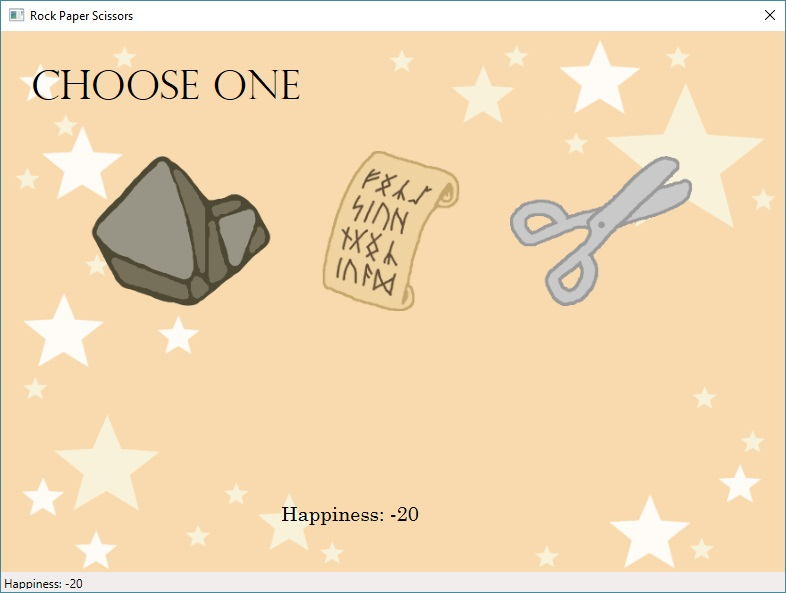 Rock Paper Scissors
CHOOSE ONE
Happiness: -20
Happiness: -20